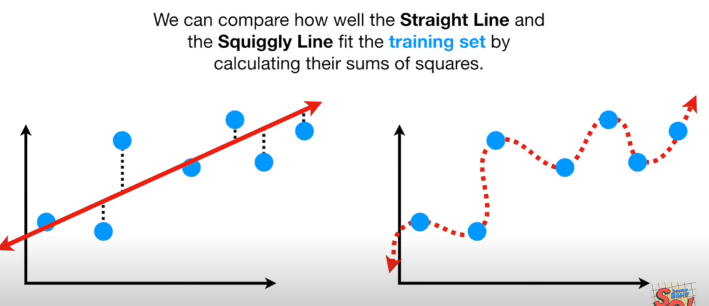 We can compare how well the Straight Line and
the Squiggly Line fit the training set by
calculating their sums of squares.